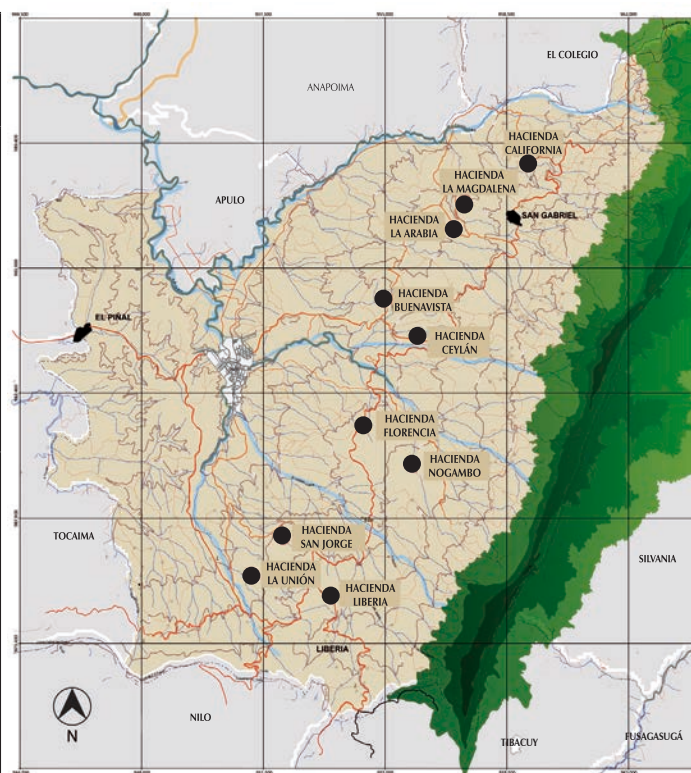 EL COLEGIO
ANAPOIMA
HACIENDA
CALIFORNIA
HACIENDA
LA MAGDALENA
APULO
SAN GABRIEL
HACIENDA
LA ARABIA
HACIENDA
BUENAVISTA
EL PIÑAL
HACIENDA
CEYLÁN
HACIENDA
FLORENCIA
HACIENDA
NOGAMBO
TOCAIMA
HACIENDA
SAN JORGE
SILVANIA
HACIENDA
LA UNIÓN
HACIENDA
LIBERIA
LIBERIA
NILO
N
TIBACUY
FUSAGASUGÁ